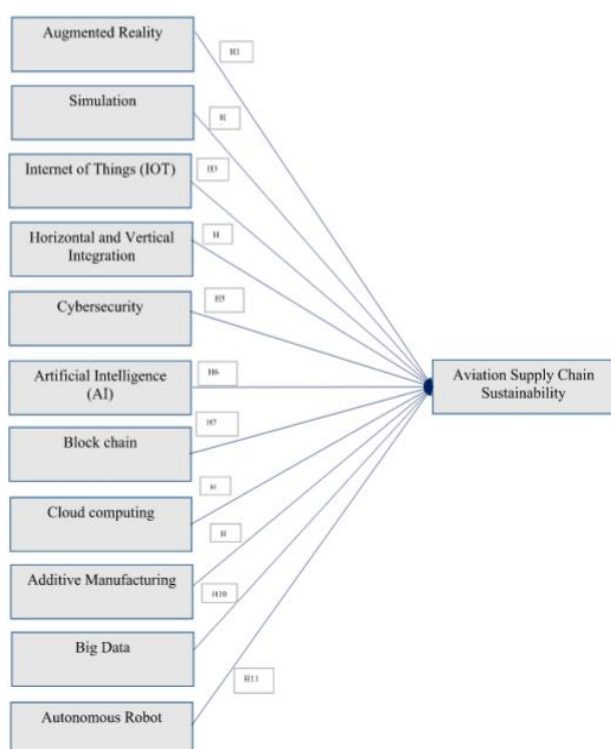 Augmented Reality
H1
Simulation
H
Internet of Things (IOT)
H3
Horizontal and Vertical
Integration
H
Cybersecurity
H5
Artificial Intelligence
(AI)
H6
Aviation Supply Chain
Sustainability
Block chain
H7
Cloud computing
H
Additive Manufacturing
H
H10
Big Data
Autonomous Robot
H11